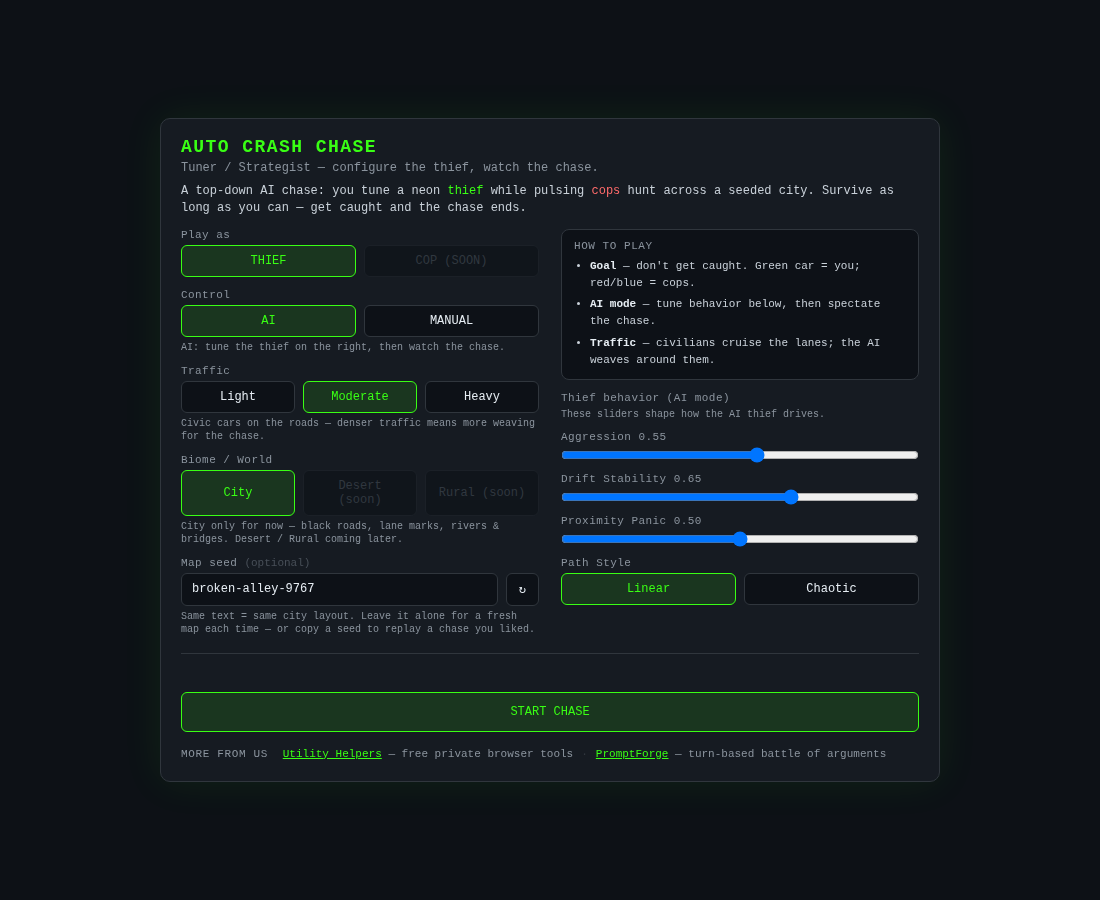 AUTO CRASH CHASE
Tuner / Strategist — configure the thief, watch the chase.
A top-down AI chase: you tune a neon thief while pulsing cops hunt across a seeded city. Survive as
long as you can — get caught and the chase ends.
Play as
THIEF
COP (SOON)
Control
AI
MANUAL
AI: tune the thief on the right, then watch the chase.
Traffic
Light
Moderate
Heavy
Civic cars on the roads — denser traffic means more weaving
for the chase.
Biome / World
City
Desert
(soon)
Rural (soon)
City only for now — black roads, lane marks, rivers &
bridges. Desert / Rural coming later.
Map seed (optional)
broken-alley-9767
↻
Same text = same city layout. Leave it alone for a fresh
map each time — or copy a seed to replay a chase you liked.
HOW TO PLAY
• Goal — don't get caught. Green car = you;
red/blue = cops.
• AI mode — tune behavior below, then spectate
the chase.
• Traffic — civilians cruise the lanes; the AI
weaves around them.
Thief behavior (AI mode)
These sliders shape how the AI thief drives.
Aggression 0.55
Drift Stability 0.65
Proximity Panic 0.50
Path Style
Linear
Chaotic
START CHASE
MORE FROM US Utility Helpers — free private browser tools · PromptForge — turn-based battle of arguments